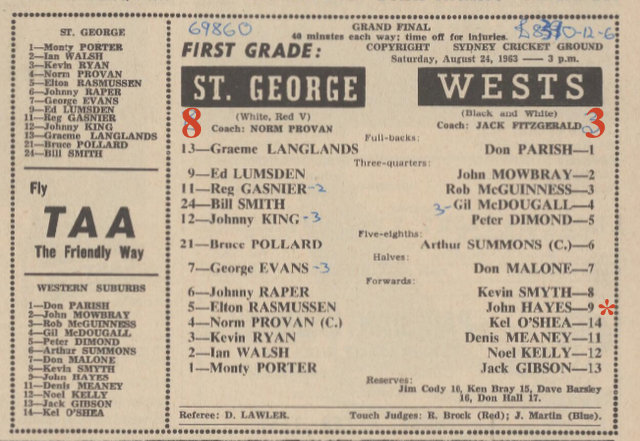 ST. GEORGE
1—Monty PORTER
2—Ian WALSH
3—Kevin RYAN
4—Norm PROVAN
5—Elton RASMUSSEN
6—Johnny RAPER
7—George EVANS
9—Ed LUMSDEN
11—Reg GASNIER
12—Johnny KING
13—Graeme LANGLANDS
21—Bruce POLLARD
24—Bill SMITH
Fly
TAA
The Friendly Way
WESTERN SUBURBS
1—Don PARISH
2—John MOWBRAY
3—Rob McGUINNESS
4—Gil McDOUGALL
5—Peter DIMOND
6—Arthur SUMMONS
7—Don MALONE
8—Kevin SMYTH
9—John HAYES
11—Denis MEANEY
12—Noel KELLY
13—Jack GIBSON
14—Kel O'SHEA
69860
GRAND FINAL
40 minutes each way; time off for injuries.
FIRST GRADE:
COPYRIGHT SYDNEY CRICKET GROUND
Saturday, August 24, 1963 — 3 p.m.
ST. GEORGE WESTS
(White, Red V) (Black and White)
8 Coach: NORM PROVAN Coach: JACK FITZGERALD 3
Full-backs:
13—Graeme LANGLANDS Don PARISH—1
Three-quarters:
9—Ed LUMSDEN John MOWBRAY—2
11—Reg GASNIER -2 Rob McGUINNESS—3
24—Bill SMITH 3- Gil McDOUGALL—4
12—Johnny KING -3 Peter DIMOND—5
Five-eighths:
21—Bruce POLLARD Arthur SUMMONS (C.)—6
Halves:
7—George EVANS -3 Don MALONE—7
Forwards:
6—Johnny RAPER Kevin SMYTH—8
5—Elton RASMUSSEN John HAYES—9 *
4—Norm PROVAN (C.) Kel O'SHEA—14
3—Kevin RYAN Denis MEANEY—11
2—Ian WALSH Noel KELLY—12
1—Monty PORTER Jack GIBSON—13
Reserves:
Jim Cody 10, Ken Bray 15, Dave Barsley
16, Don Hall 17.
Referee: D. LAWLER. Touch Judges: R. Brock (Red); J. Martin (Blue).